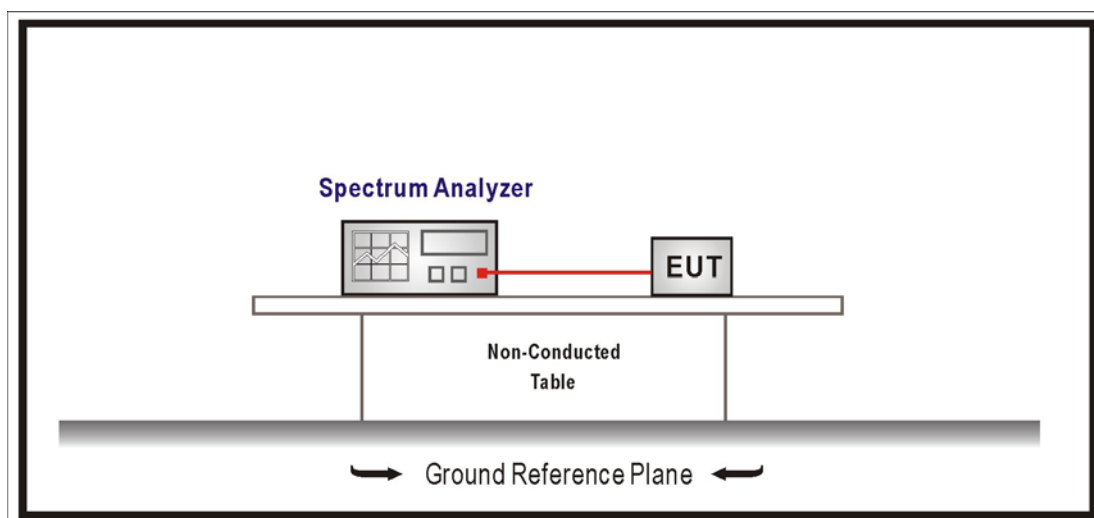 Spectrum Analyzer
EUT
Non-Conducted
Table
Ground Reference Plane